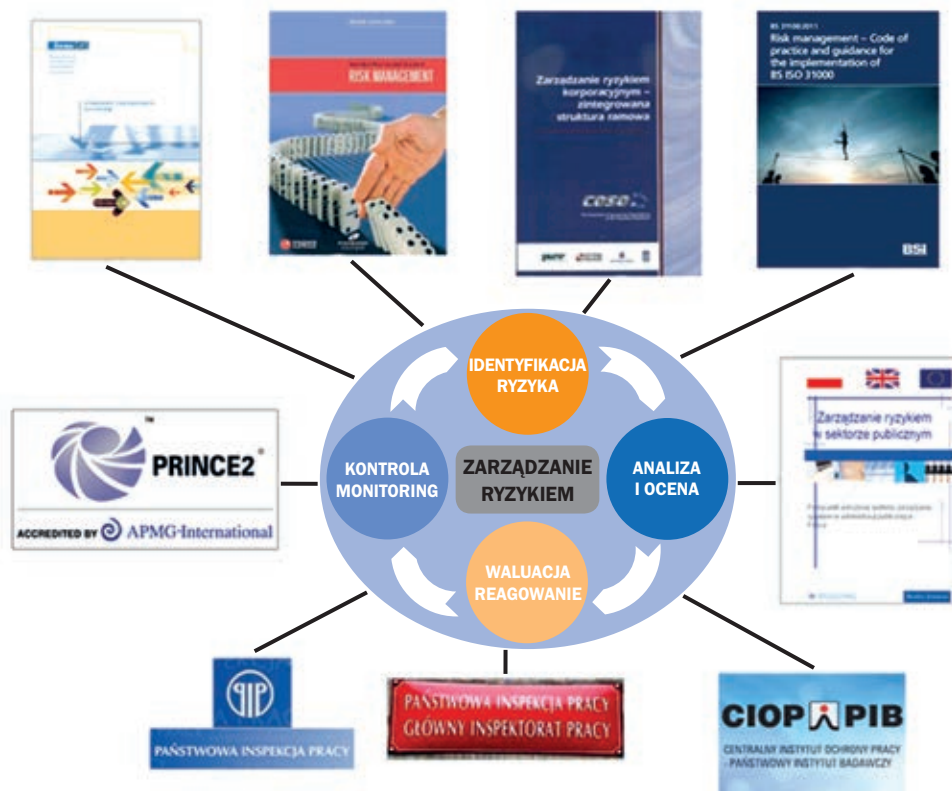 RISK MANAGEMENT
Zarządzanie ryzykiem
korporacyjnym –
zintegrowana
struktura ramowa
COSO
BS 31100:2011
Risk management – Code of
practice and guidance for
the implementation of
BS ISO 31000
BSI
IDENTYFIKACJA
RYZYKA
KONTROLA
MONITORING
ZARZĄDZANIE
RYZYKIEM
ANALIZA
I OCENA
WALUACJA
REAGOWANIE
Zarządzanie ryzykiem
w sektorze publicznym
TM
PRINCE2
ACCREDITED BY APMG-International
PIP
PAŃSTWOWA INSPEKCJA PRACY
PAŃSTWOWA INSPEKCJA PRACY
GŁÓWNY INSPEKTORAT PRACY
CIOP PIB
CENTRALNY INSTYTUT OCHRONY PRACY
- PAŃSTWOWY INSTYTUT BADAWCZY